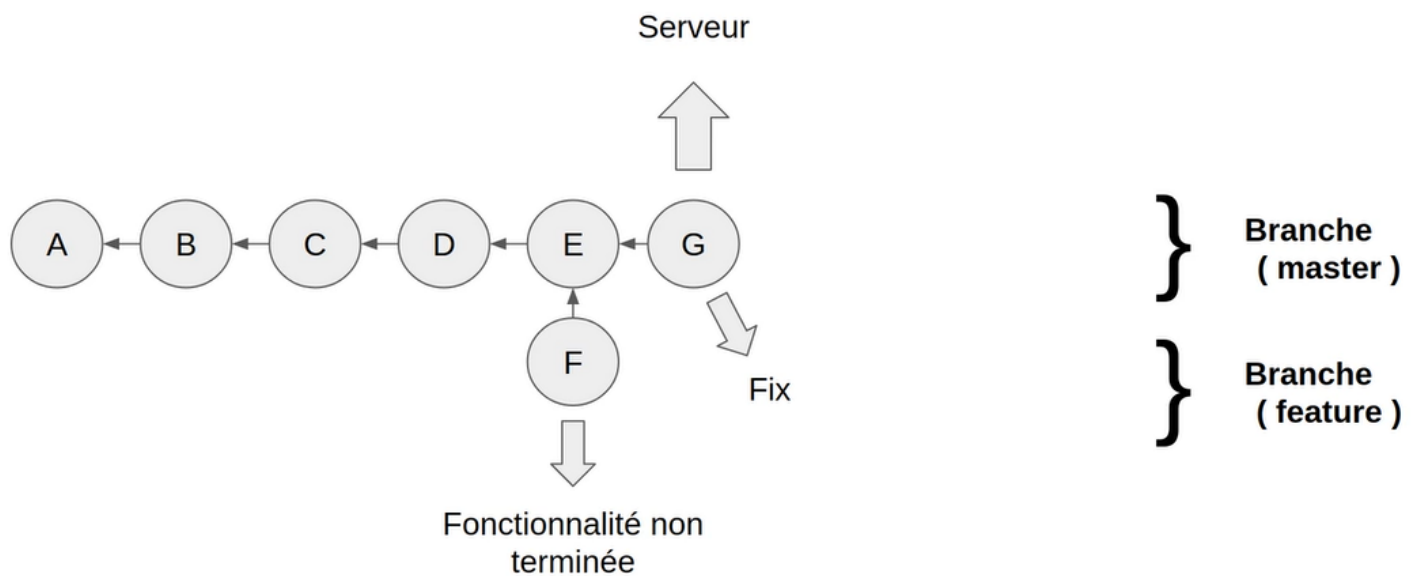 Serveur
A
B
C
D
E
G
Branche
( master )
F
Fix
Branche
( feature )
Fonctionnalité non
terminée